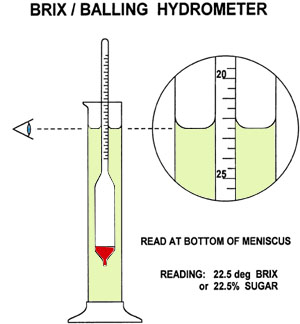 BRIX / BALLING HYDROMETER
20
25
READ AT BOTTOM OF MENISCUS
READING: 22.5 deg BRIX
or 22.5% SUGAR